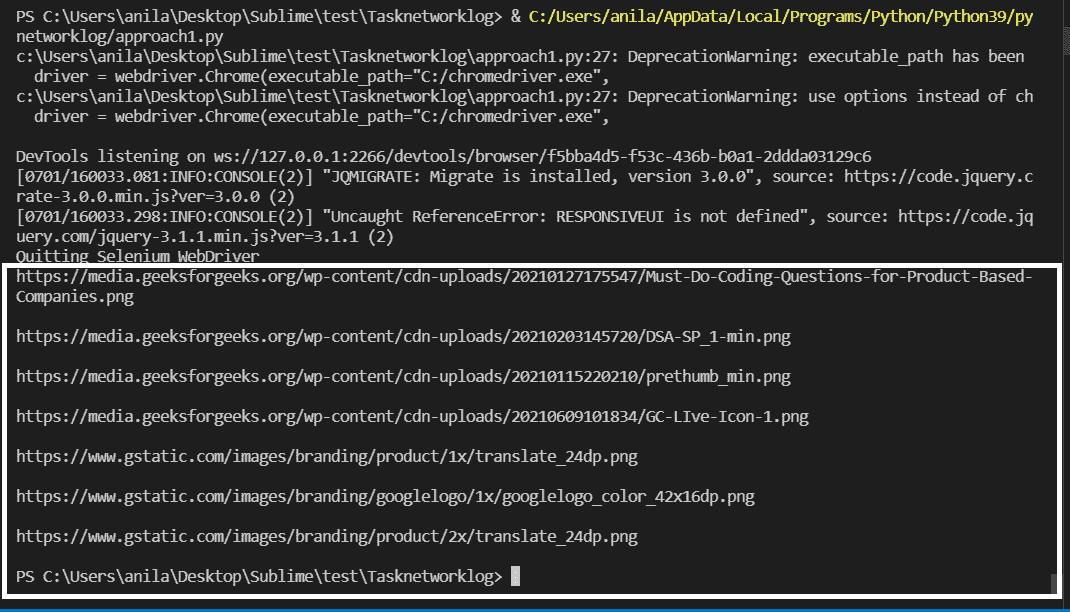 PS C:\Users\anila\Desktop\Sublime\test\Tasknetworklog> & C:/Users/anila/AppData/Local/Programs/Python/Python39/py
networklog/approach1.py
c:\Users\anila\Desktop\Sublime\test\Tasknetworklog\approach1.py:27: DeprecationWarning: executable_path has been
  driver = webdriver.Chrome(executable_path="C:/chromedriver.exe",
c:\Users\anila\Desktop\Sublime\test\Tasknetworklog\approach1.py:27: DeprecationWarning: use options instead of ch
  driver = webdriver.Chrome(executable_path="C:/chromedriver.exe",

DevTools listening on ws://127.0.0.1:2266/devtools/browser/f5bba4d5-f53c-436b-b0a1-2ddda03129c6
[0701/160033.081:INFO:CONSOLE(2)] "JQMIGRATE: Migrate is installed, version 3.0.0", source: https://code.jquery.c
rate-3.0.0.min.js?ver=3.0.0 (2)
[0701/160033.298:INFO:CONSOLE(2)] "Uncaught ReferenceError: RESPONSIVEUI is not defined", source: https://code.jq
uery.com/jquery-3.1.1.min.js?ver=3.1.1 (2)
Quitting Selenium WebDriver
https://media.geeksforgeeks.org/wp-content/cdn-uploads/20210127175547/Must-Do-Coding-Questions-for-Product-Based-
Companies.png

https://media.geeksforgeeks.org/wp-content/cdn-uploads/20210203145720/DSA-SP_1-min.png

https://media.geeksforgeeks.org/wp-content/cdn-uploads/20210115220210/prethumb_min.png

https://media.geeksforgeeks.org/wp-content/cdn-uploads/20210609101834/GC-LIve-Icon-1.png

https://www.gstatic.com/images/branding/product/1x/translate_24dp.png

https://www.gstatic.com/images/branding/googlelogo/1x/googlelogo_color_42x16dp.png

https://www.gstatic.com/images/branding/product/2x/translate_24dp.png

PS C:\Users\anila\Desktop\Sublime\test\Tasknetworklog>